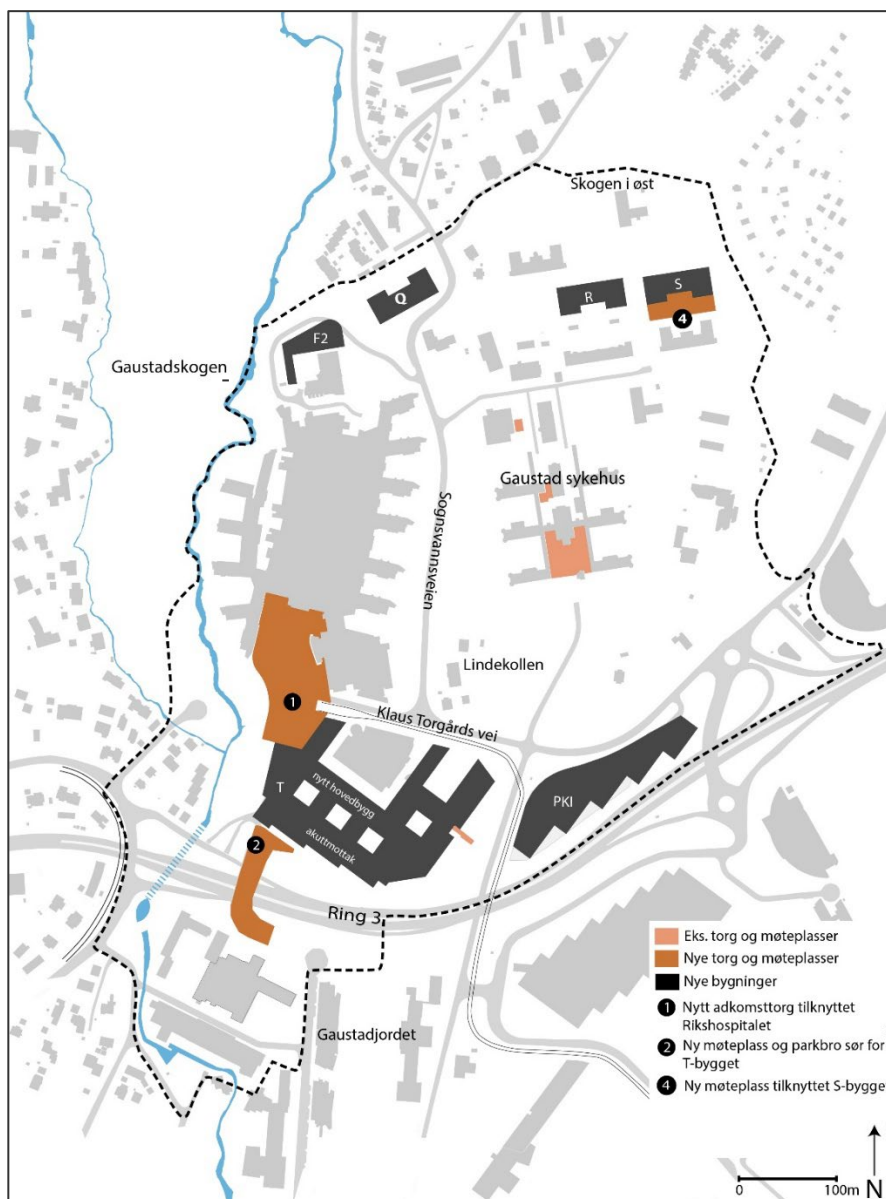 Skogen i øst
S
R
Q
4
F2
Gaustadskogen
Gaustad sykehus
Sognsvannsveien
Lindekollen
1
Klaus Torgårds vei
T
nytt hovedbygg
akuttmottak
PKI
2
Ring 3
Gaustadjordet
Eks. torg og møteplasser
Nye torg og møteplasser
Nye bygninger
1 Nytt adkomsttorg tilknyttet
Rikshospitalet
2 Ny møteplass og parkbro sør for
T-bygget
4 Ny møteplass tilknyttet S-bygget
100m
N